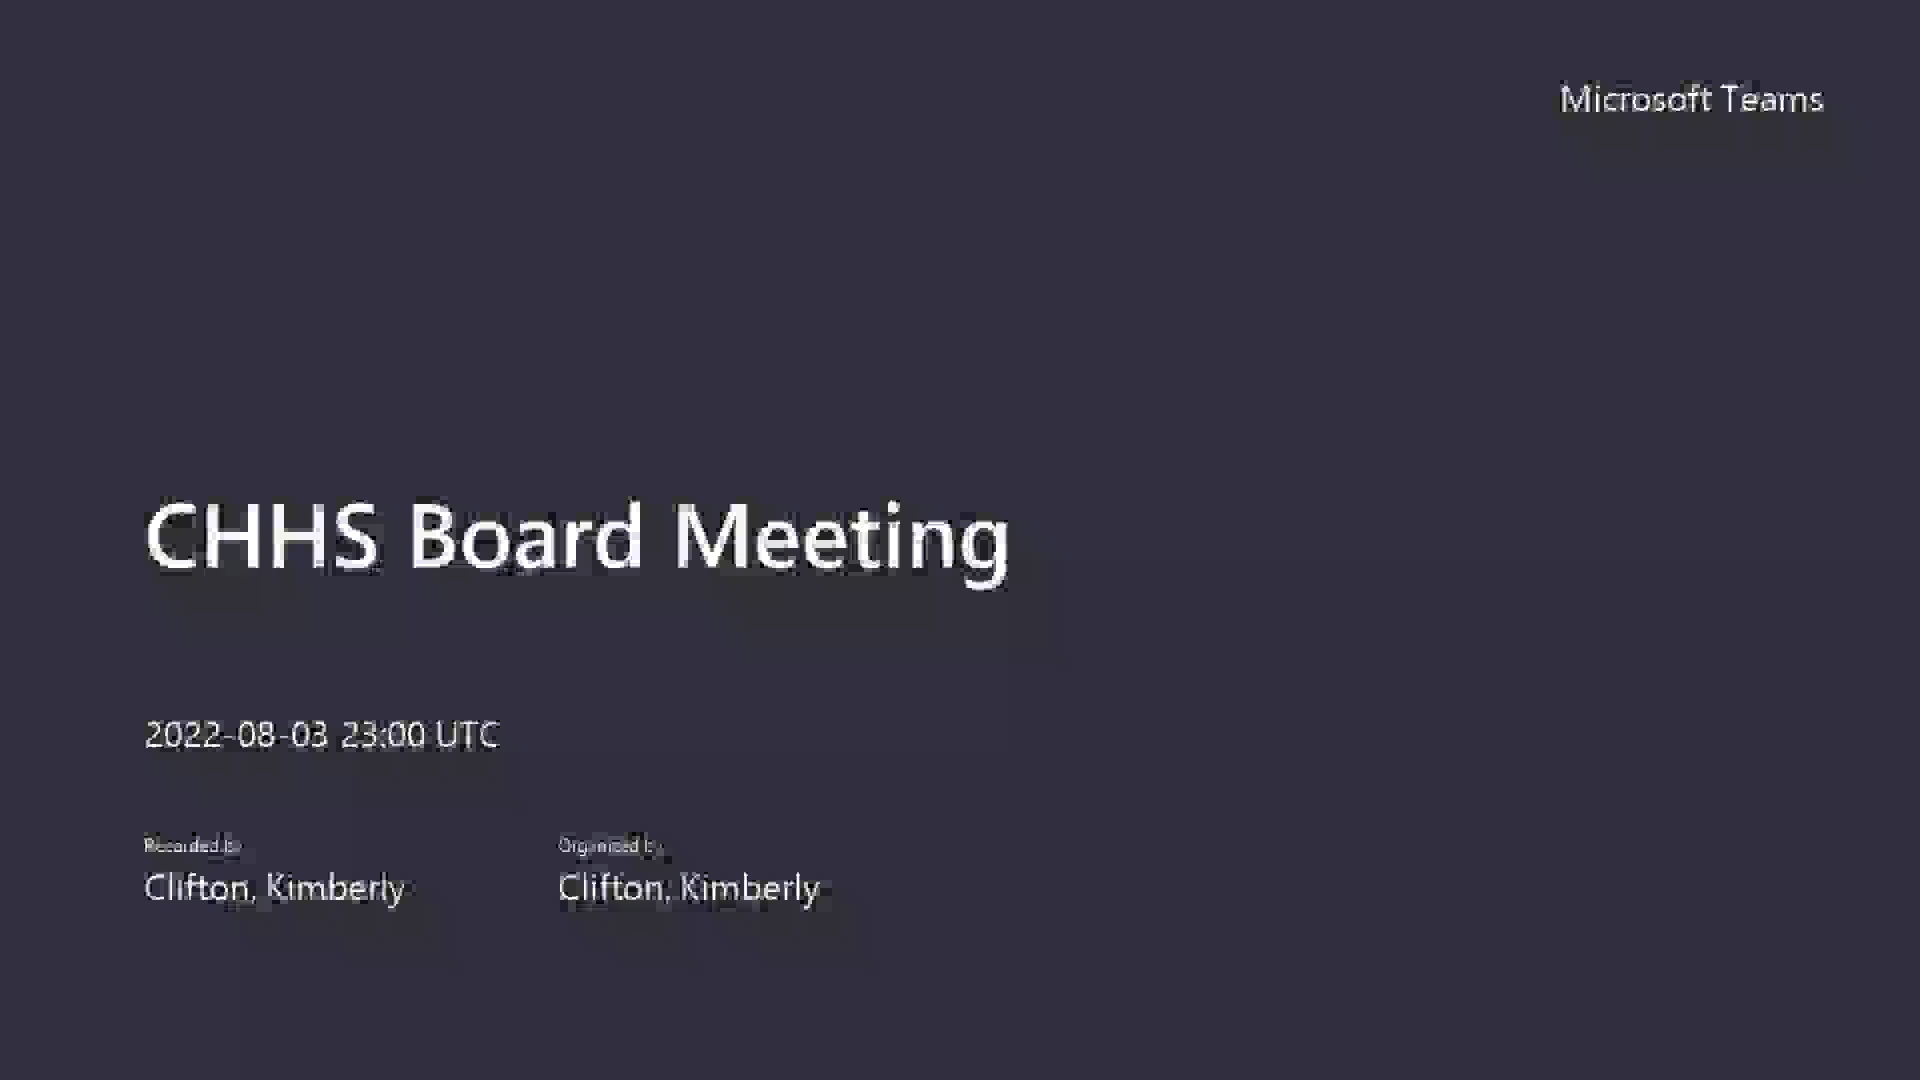 Microsoft Teams
CHHS Board Meeting
2022-08-03 23:00 UTC
Recorded by
Organized by
Clifton, Kimberly
Clifton, Kimberly